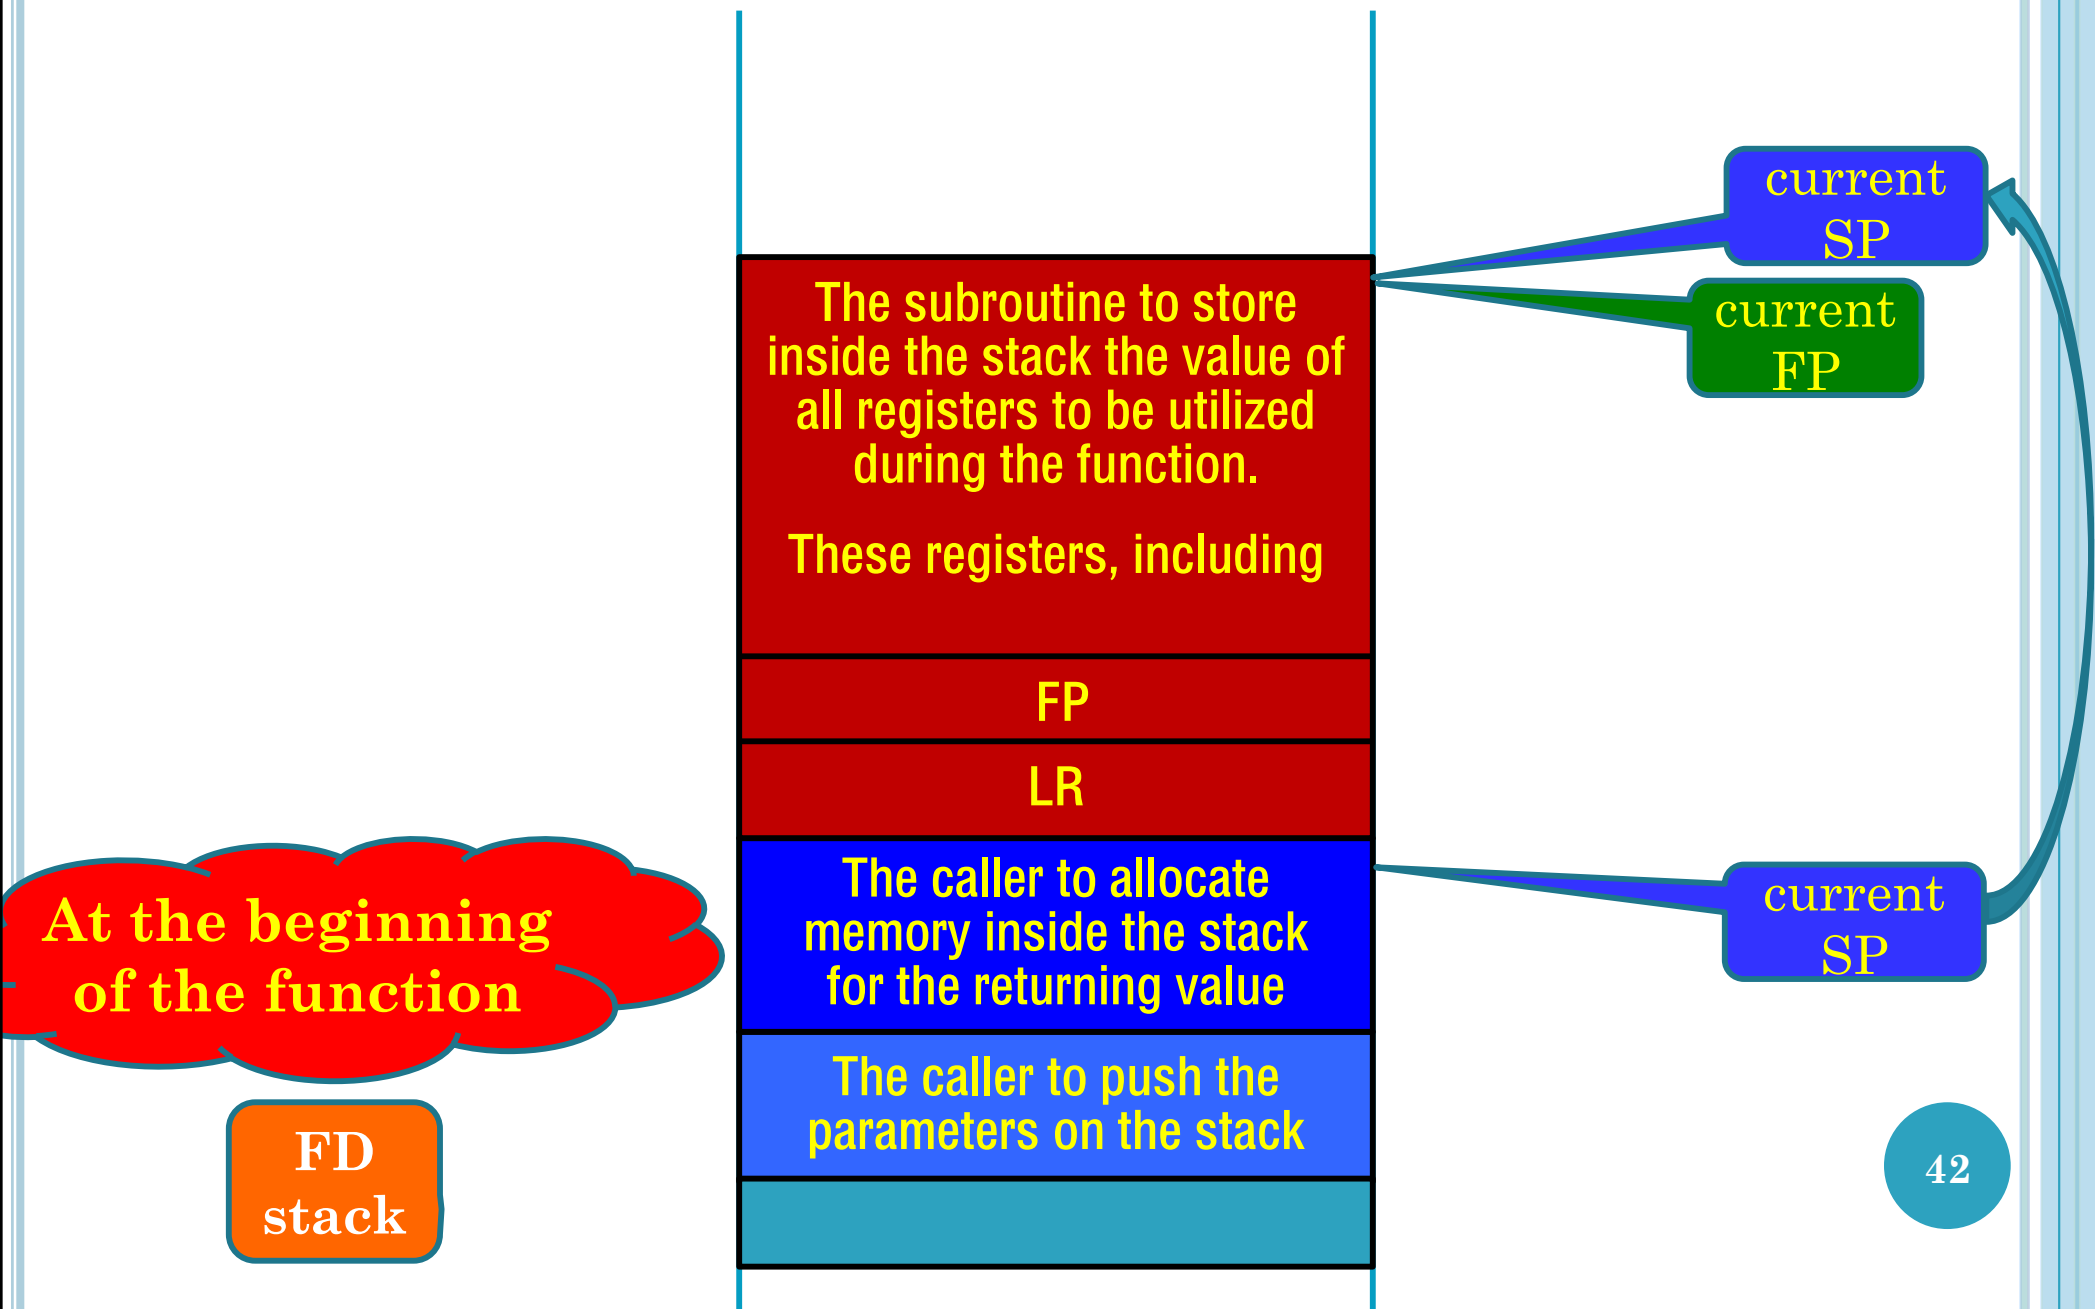 current
SP
current
FP
The subroutine to store
inside the stack the value of
all registers to be utilized
during the function.
These registers, including
FP
LR
The caller to allocate
memory inside the stack
for the returning value
current
SP
At the beginning
of the function
The caller to push the
parameters on the stack
FD
stack
42